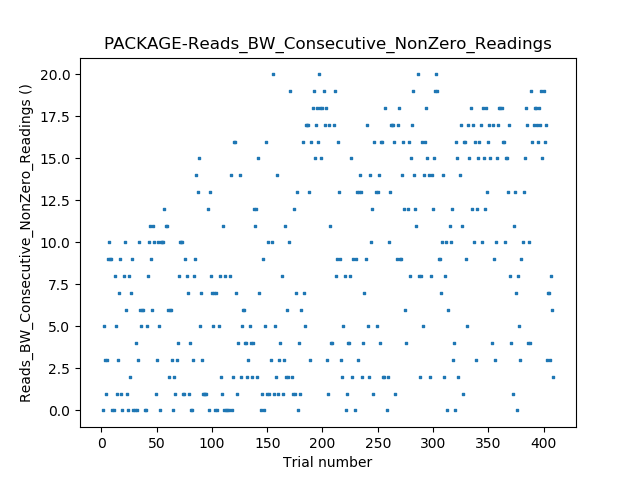 PACKAGE-Reads_BW_Consecutive_NonZero_Readings
20.0
17.5
15.0
12.5
10.0
7.5
5.0
2.5
0.0
Reads_BW_Consecutive_NonZero_Readings ()
0 50 100 150 200 250 300 350 400
Trial number